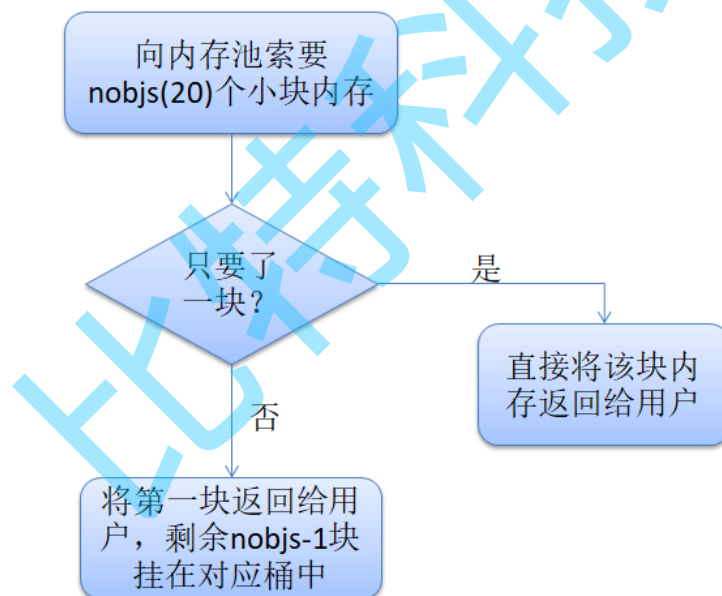 向内存池索要
nobjs(20)个小块内存
只要了
一块？
是
直接将该块内
存返回给用户
否
将第一块返回给用
户，剩余nobjs-1块
挂在对应桶中
比特科